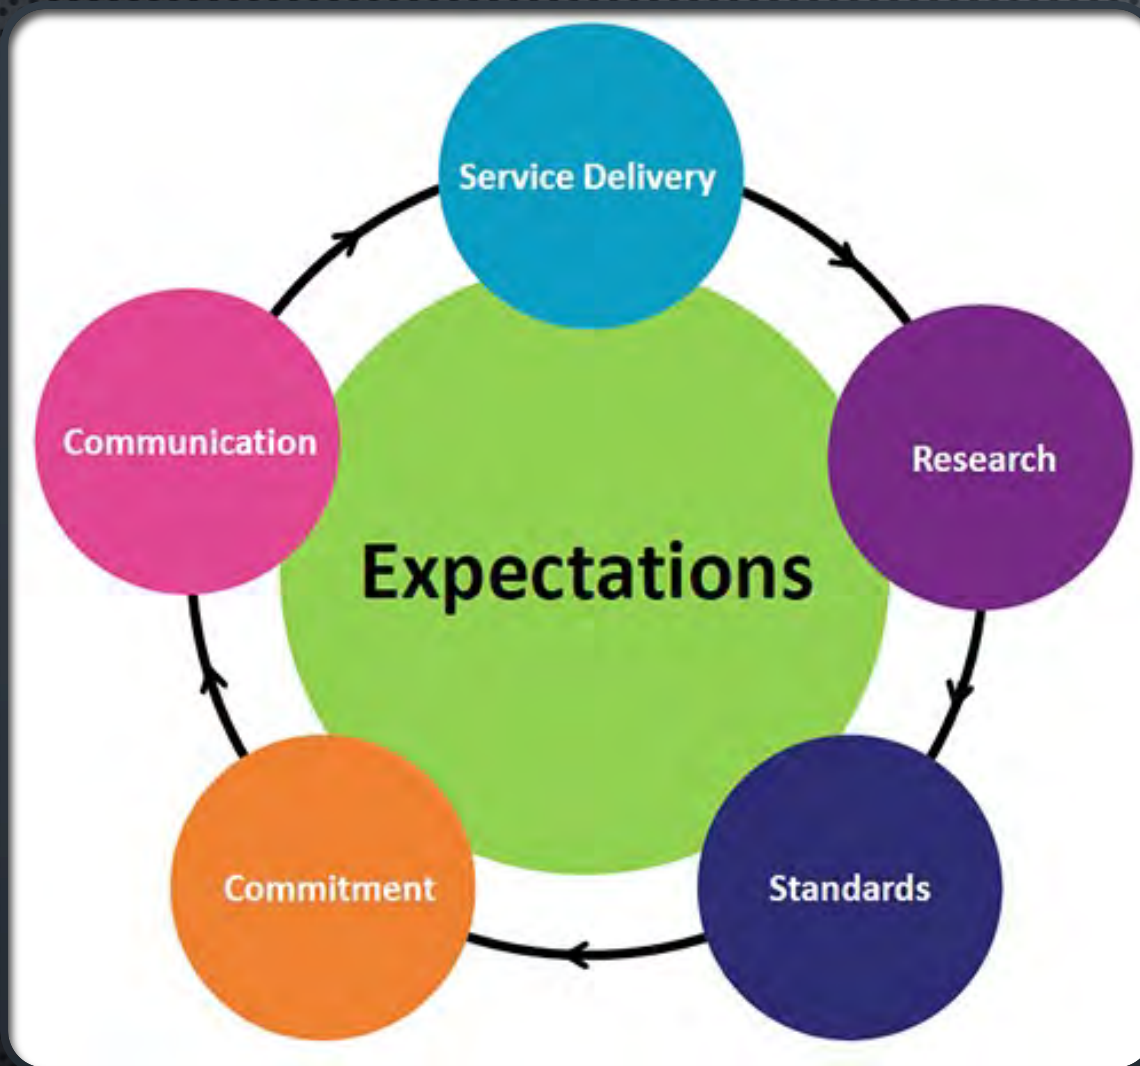 Service Delivery
Communication
Research
Expectations
Commitment
Standards